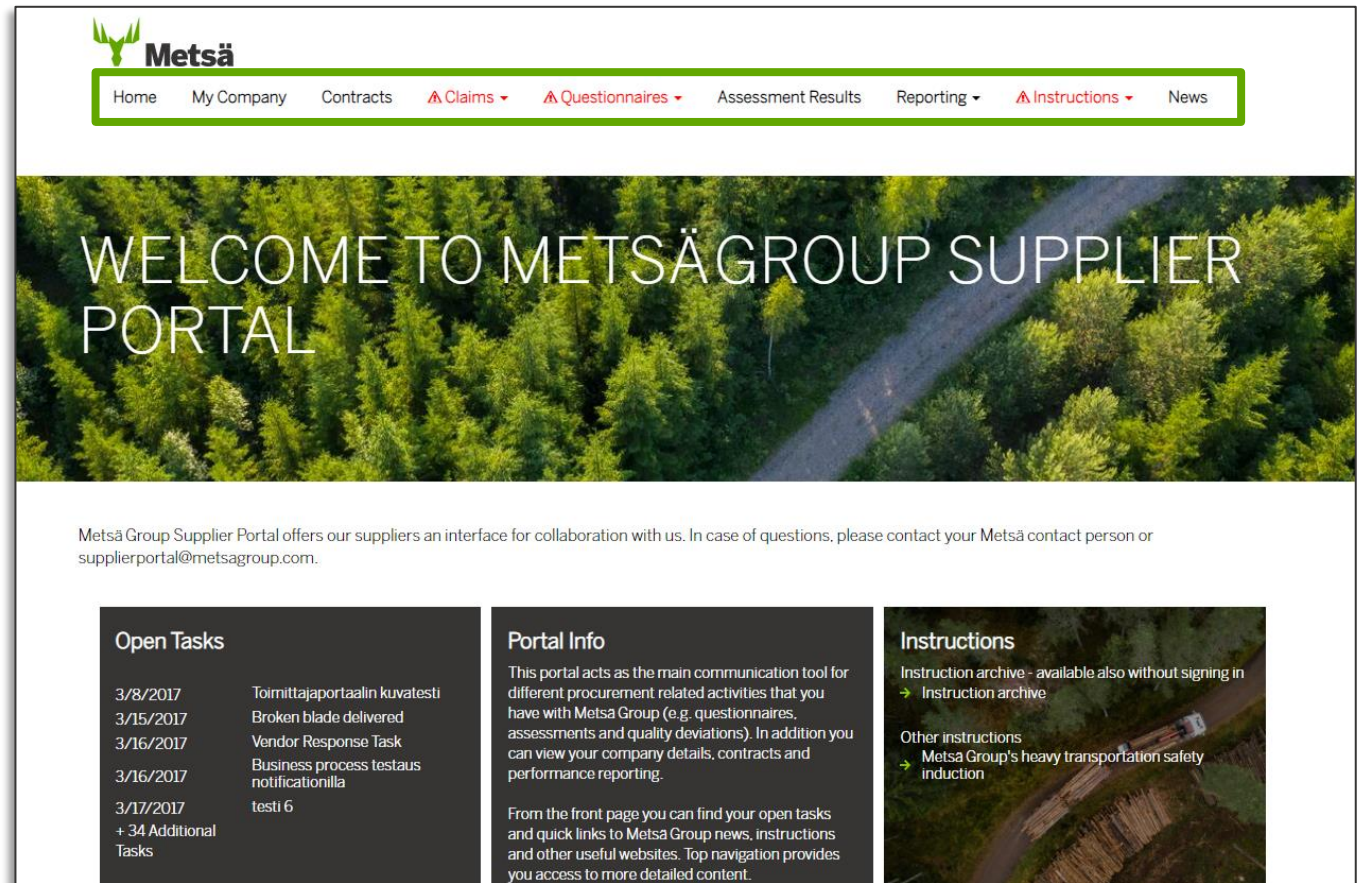 Metsä
Home My Company Contracts Claims Questionnaires Assessment Results Reporting Instructions News
WELCOME TO METSÄGROUP SUPPLIER
PORTAL
Metsä Group Supplier Portal offers our suppliers an interface for collaboration with us. In case of questions, please contact your Metsä contact person or
supplierportal@metsagroup.com.
Open Tasks
3/8/2017 Toimittajaportaalin kuvatesti
3/15/2017 Broken blade delivered
3/16/2017 Vendor Response Task
3/16/2017 Business process testaus
notificationilla
3/17/2017 testi 6
+ 34 Additional
Tasks
Portal Info
This portal acts as the main communication tool for
different procurement related activities that you
have with Metsä Group (e.g. questionnaires,
assessments and quality deviations). In addition you
can view your company details, contracts and
performance reporting.
From the front page you can find your open tasks
and quick links to Metsä Group news, instructions
and other useful websites. Top navigation provides
you access to more detailed content.
Instructions
Instruction archive - available also without signing in
Instruction archive
Other instructions
Metsä Group's heavy transportation safety
induction